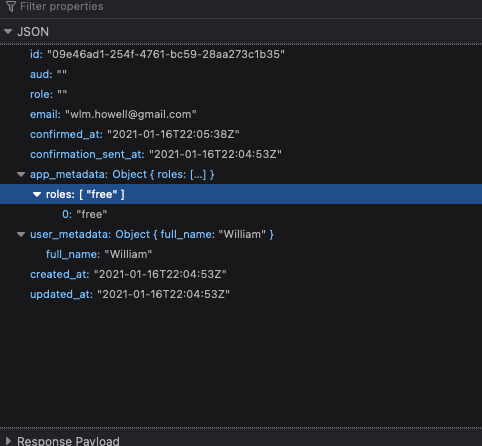 Filter properties
JSON
id: "09e46ad1-254f-4761-bc59-28aa273c1b35"
aud: ""
role: ""
email: "wlm.howell@gmail.com"
confirmed_at: "2021-01-16T22:05:38Z"
confirmation_sent_at: "2021-01-16T22:04:53Z"
app_metadata: Object { roles: […] }
roles: [ "free" ]
0: "free"
user_metadata: Object { full_name: "William" }
full_name: "William"
created_at: "2021-01-16T22:04:53Z"
updated_at: "2021-01-16T22:04:53Z"
Response Payload